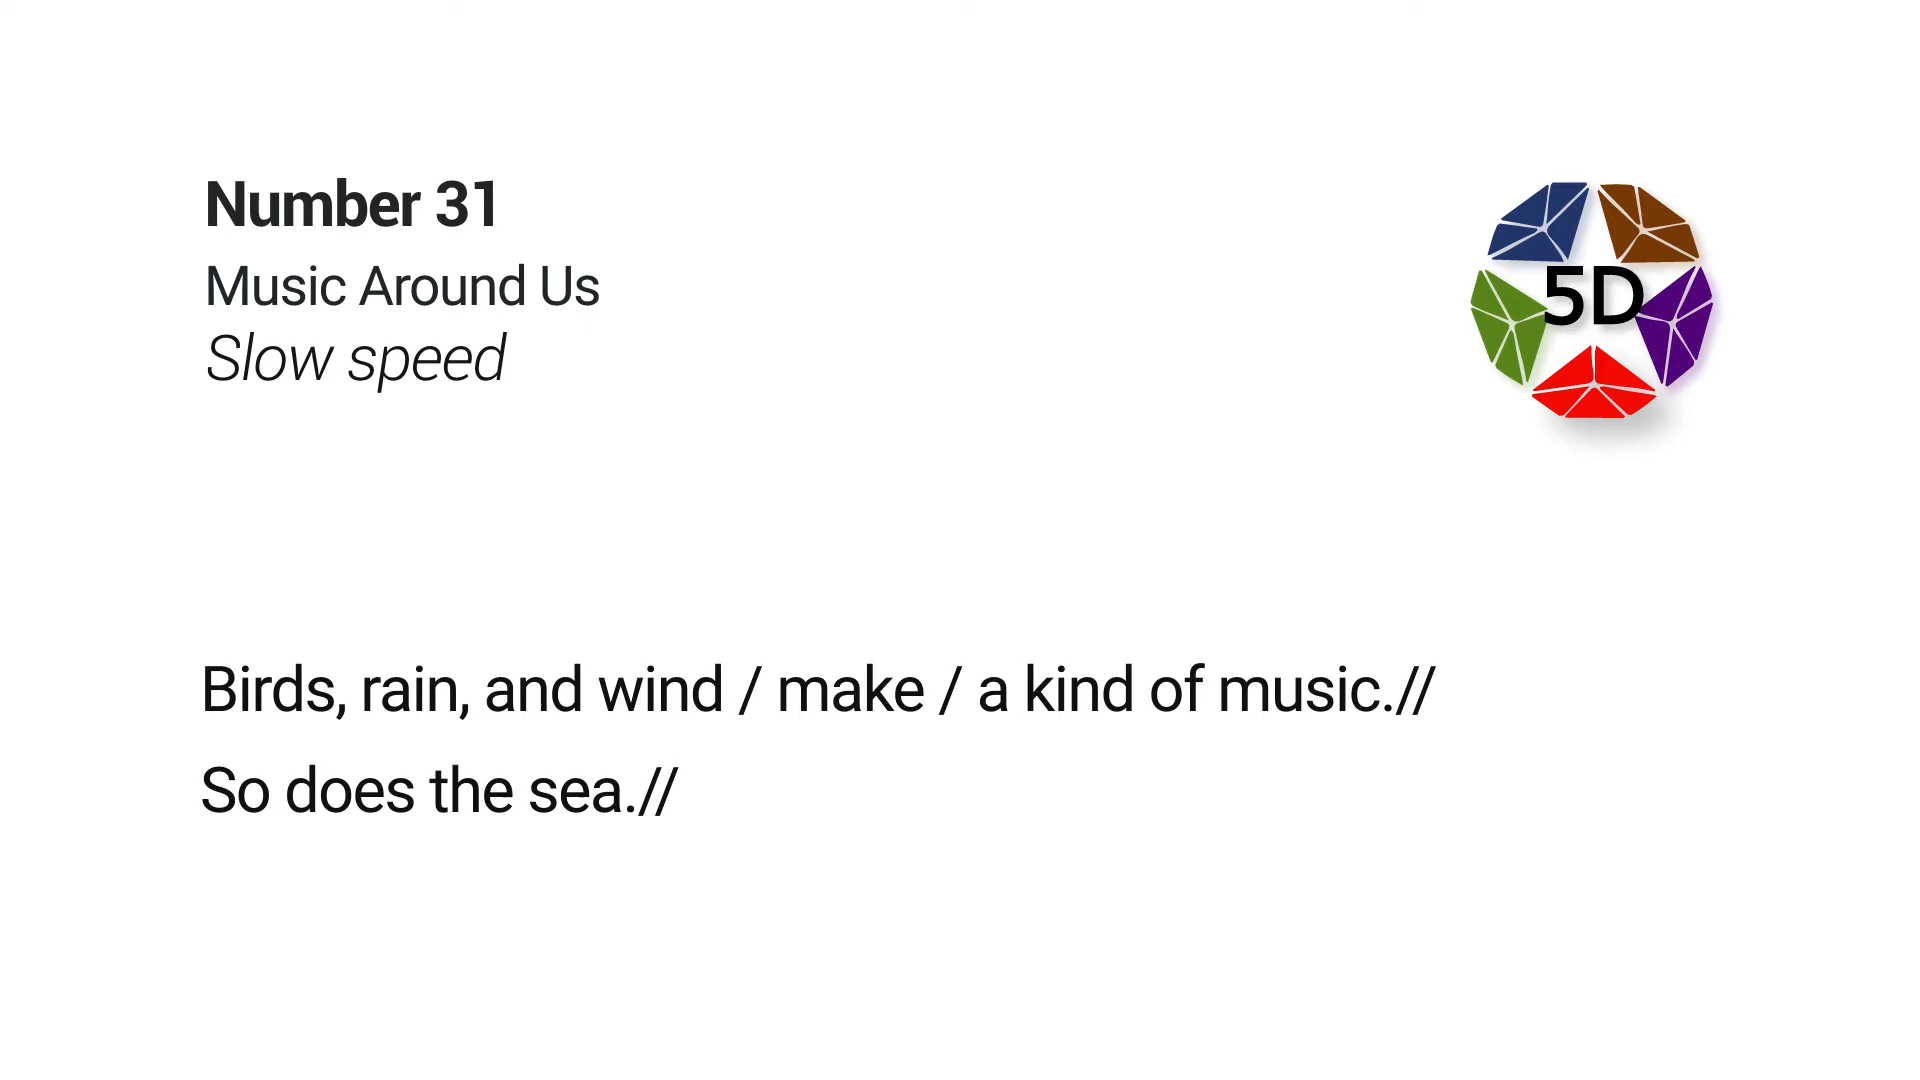 Number 31
Music Around Us
Slow speed
5D
Birds, rain, and wind / make / a kind of music.//
So does the sea.//